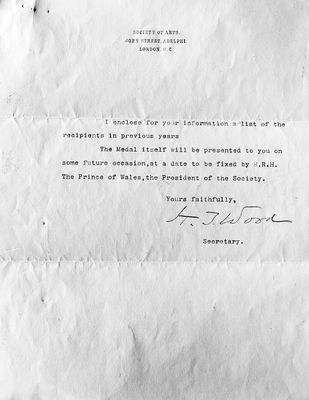 SOCIETY OF ARTS,
JOHN STREET, ADELPHI.
LONDON. W.C
I enclose for your information a list of the
recipients in previous years
The Medal itself will be presented to you on
some future occasion,at a date to be fixed by H.R.H.
The Prince of Wales,the President of the Society.
Yours faithfully,
H. T. Wood
Secretary.